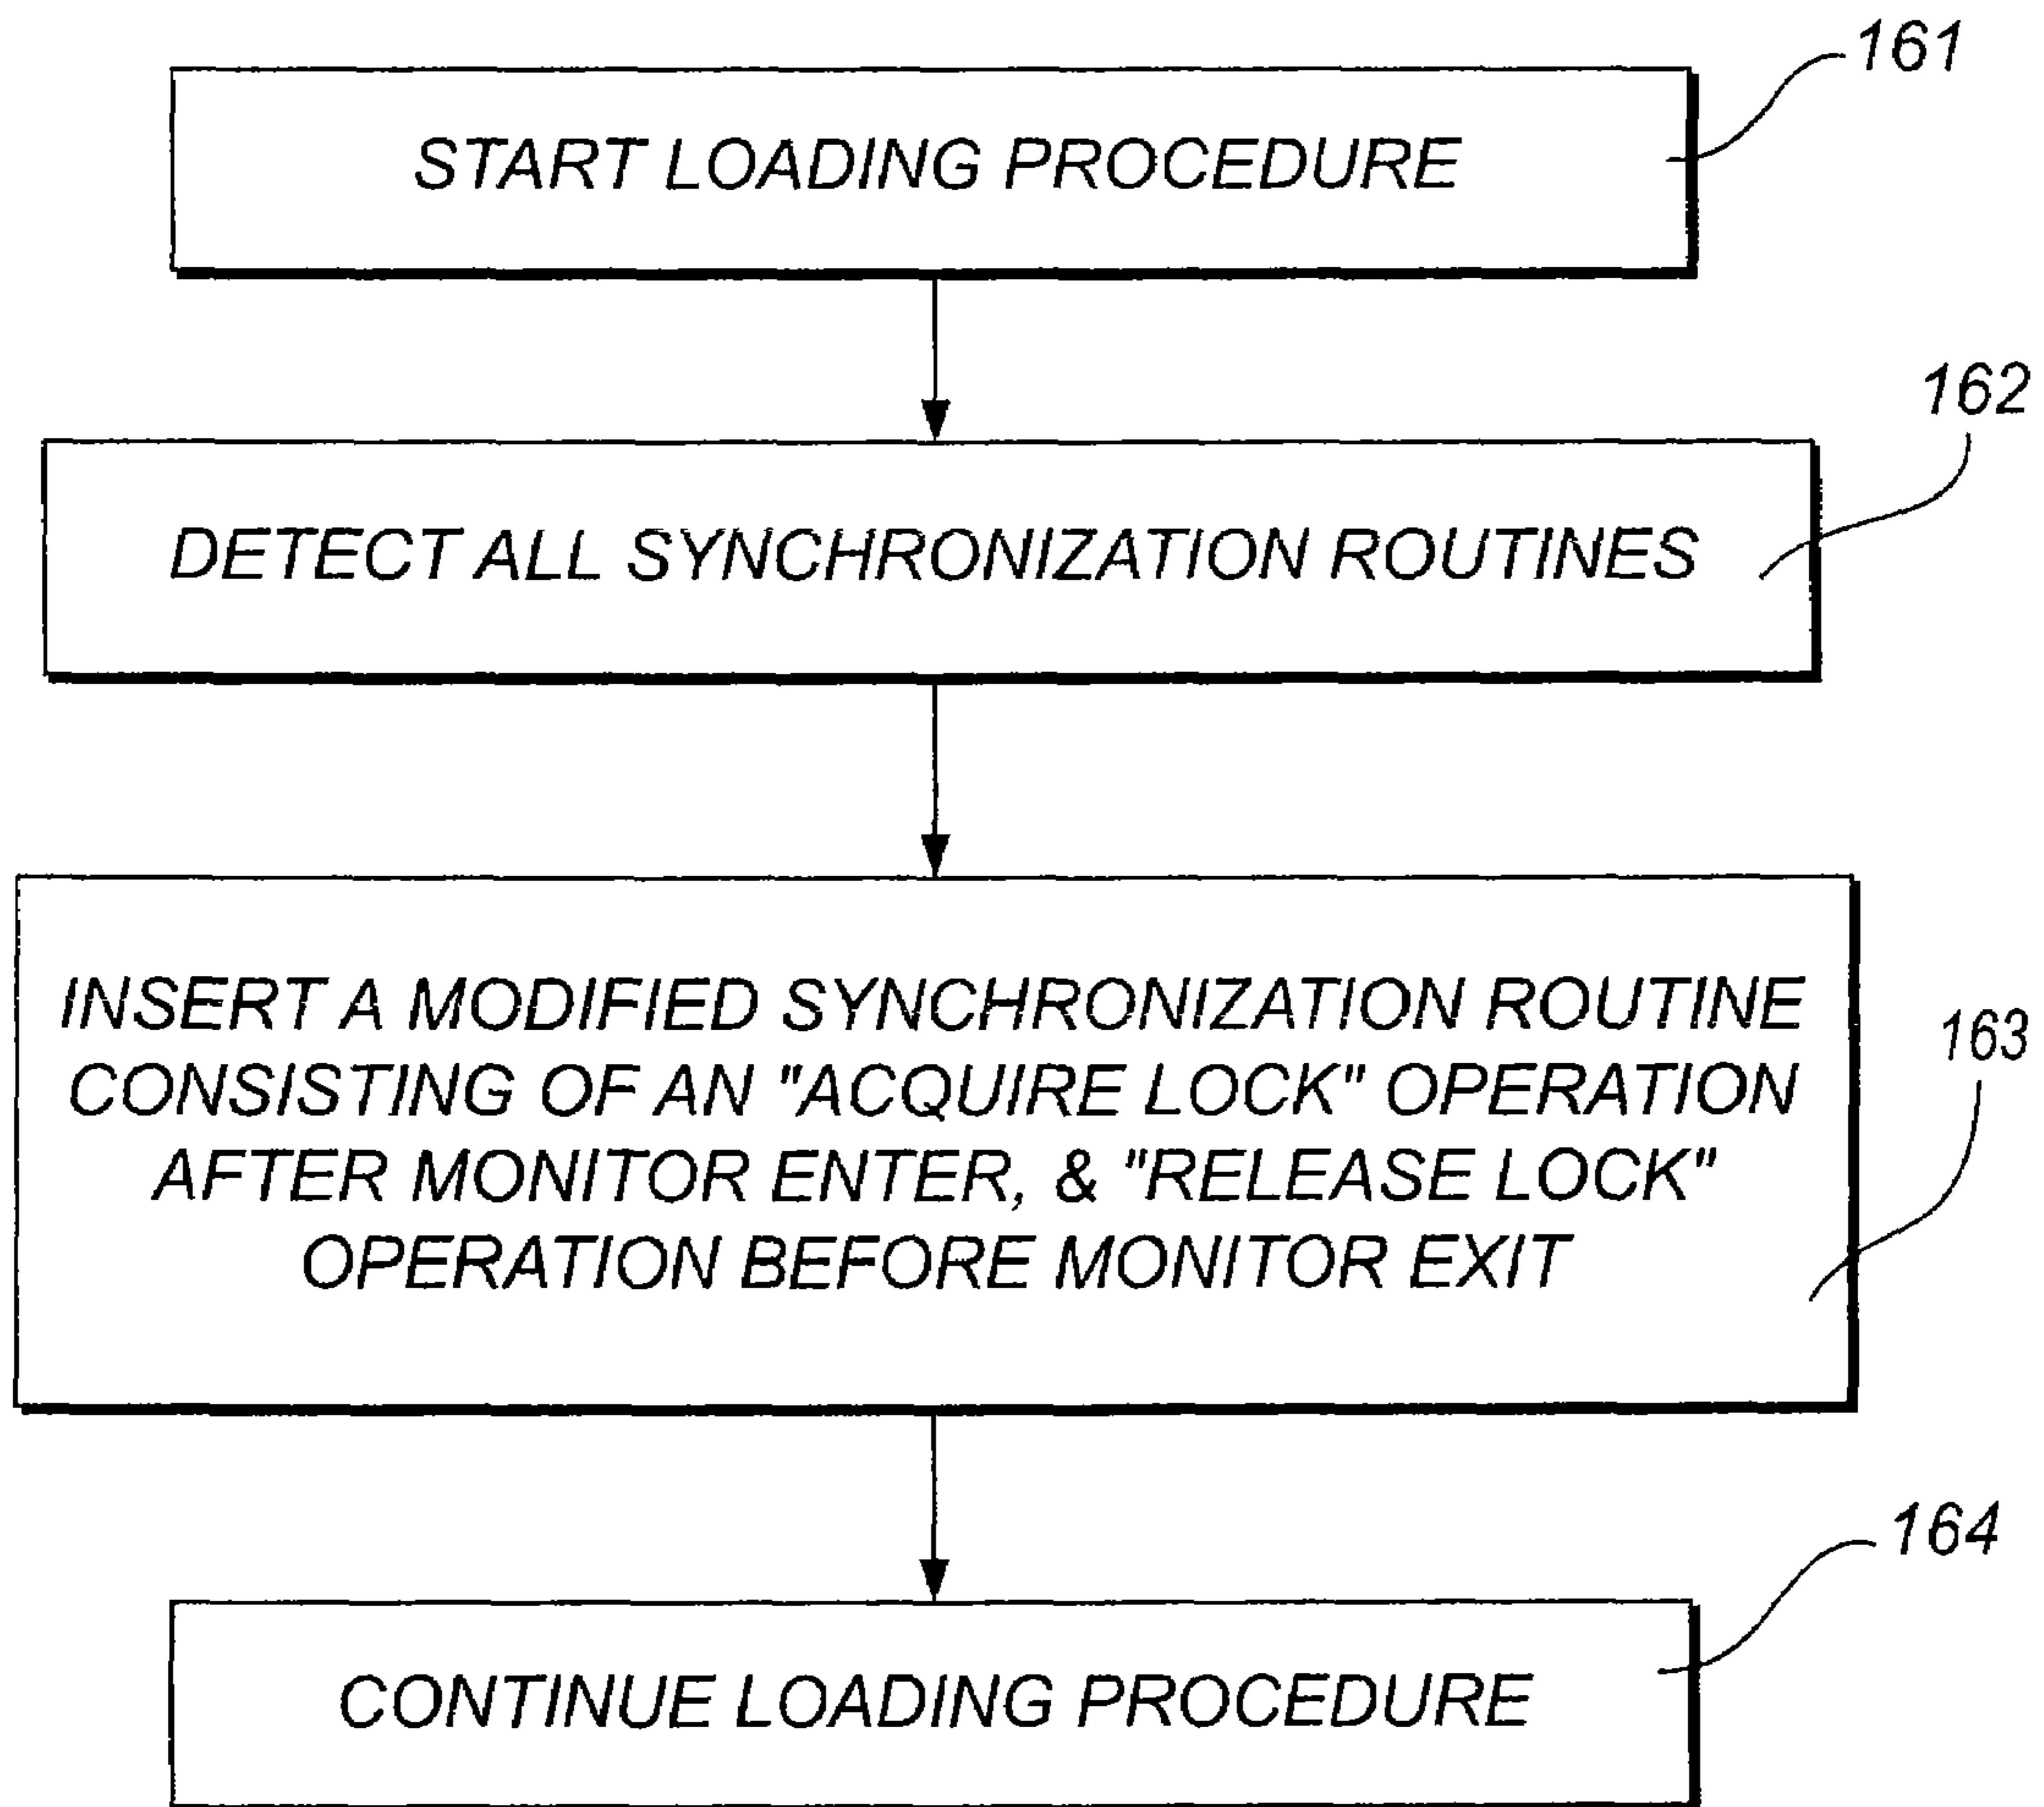 161
START LOADING PROCEDURE
162
DETECT ALL SYNCHRONIZATION ROUTINES
INSERT A MODIFIED SYNCHRONIZATION ROUTINE
163
CONSISTING OF AN "ACQUIRE LOCK" OPERATION
AFTER MONITOR ENTER, & "RELEASE LOCK"
OPERATION BEFORE MONITOR EXIT
164
CONTINUE LOADING PROCEDURE